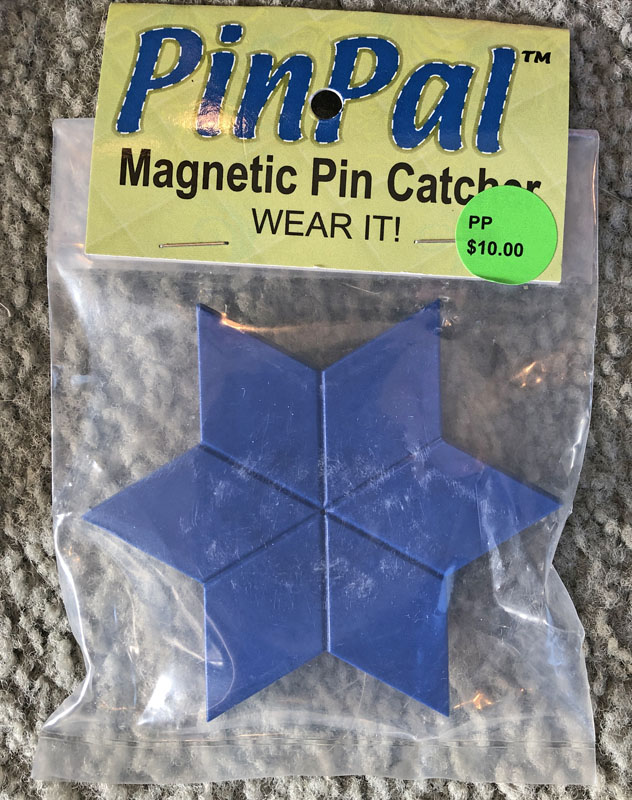 PinPal™
Magnetic Pin Catcher
WEAR IT!
PP
$10.00